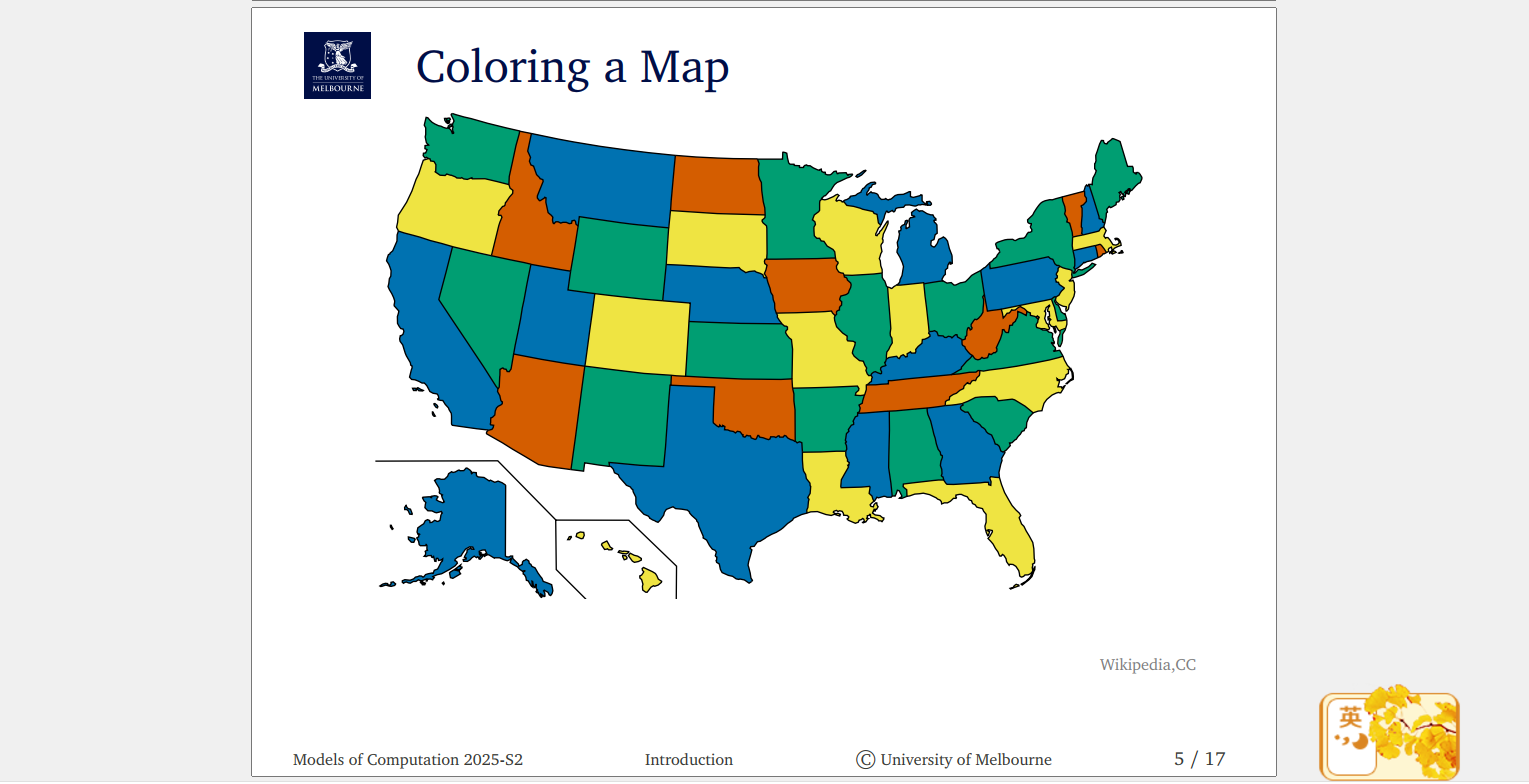 THE UNIVERSITY OF
MELBOURNE
Coloring a Map
Wikipedia,CC
英
Models of Computation 2025-S2
Introduction
© University of Melbourne
5 / 17